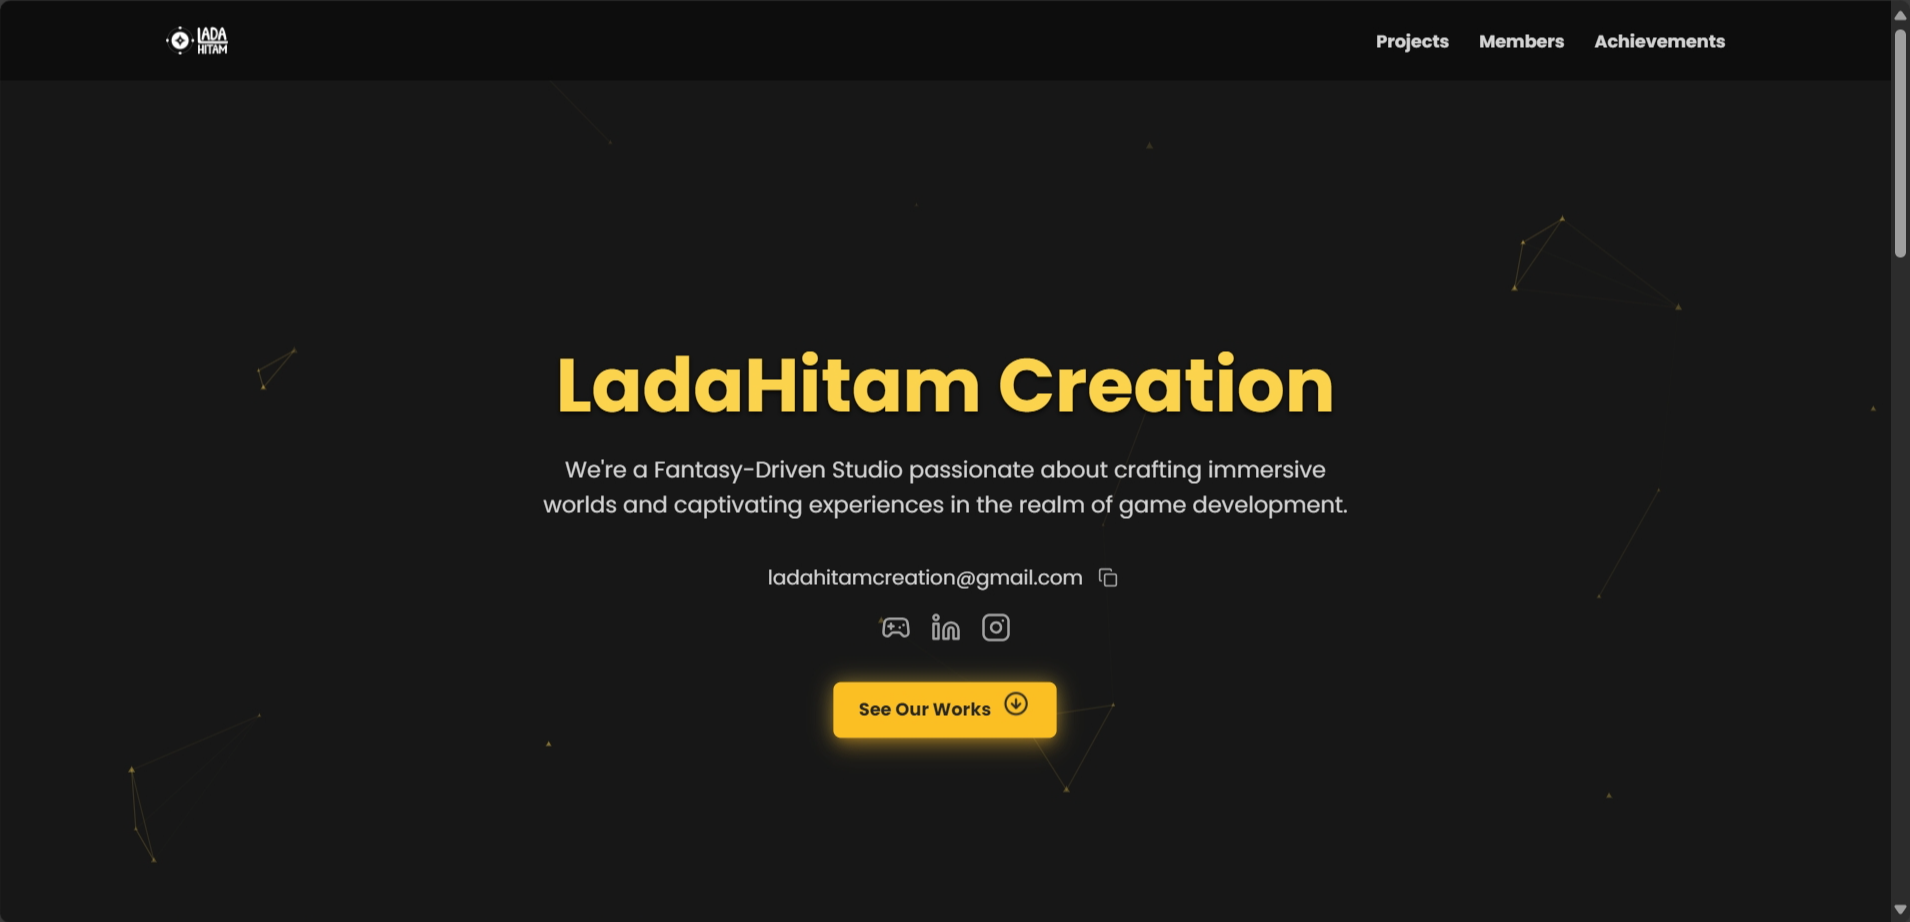 LADA
HITAM
Projects Members Achievements
LadaHitam Creation
We're a Fantasy-Driven Studio passionate about crafting immersive
worlds and captivating experiences in the realm of game development.
ladahitamcreation@gmail.com
See Our Works